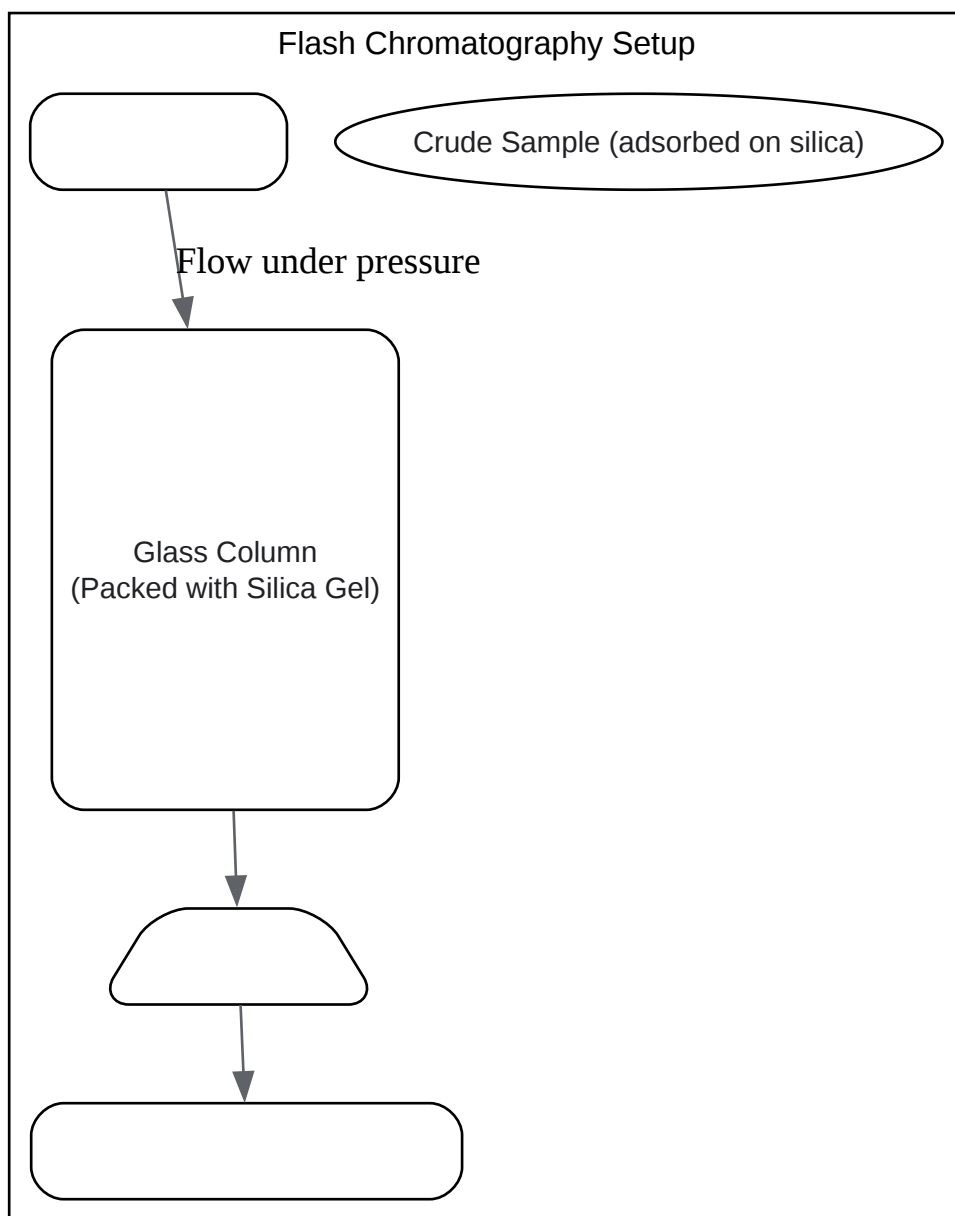 Flash Chromatography Setup
Crude Sample (adsorbed on silica)
Flow under pressure
Glass Column
(Packed with Silica Gel)